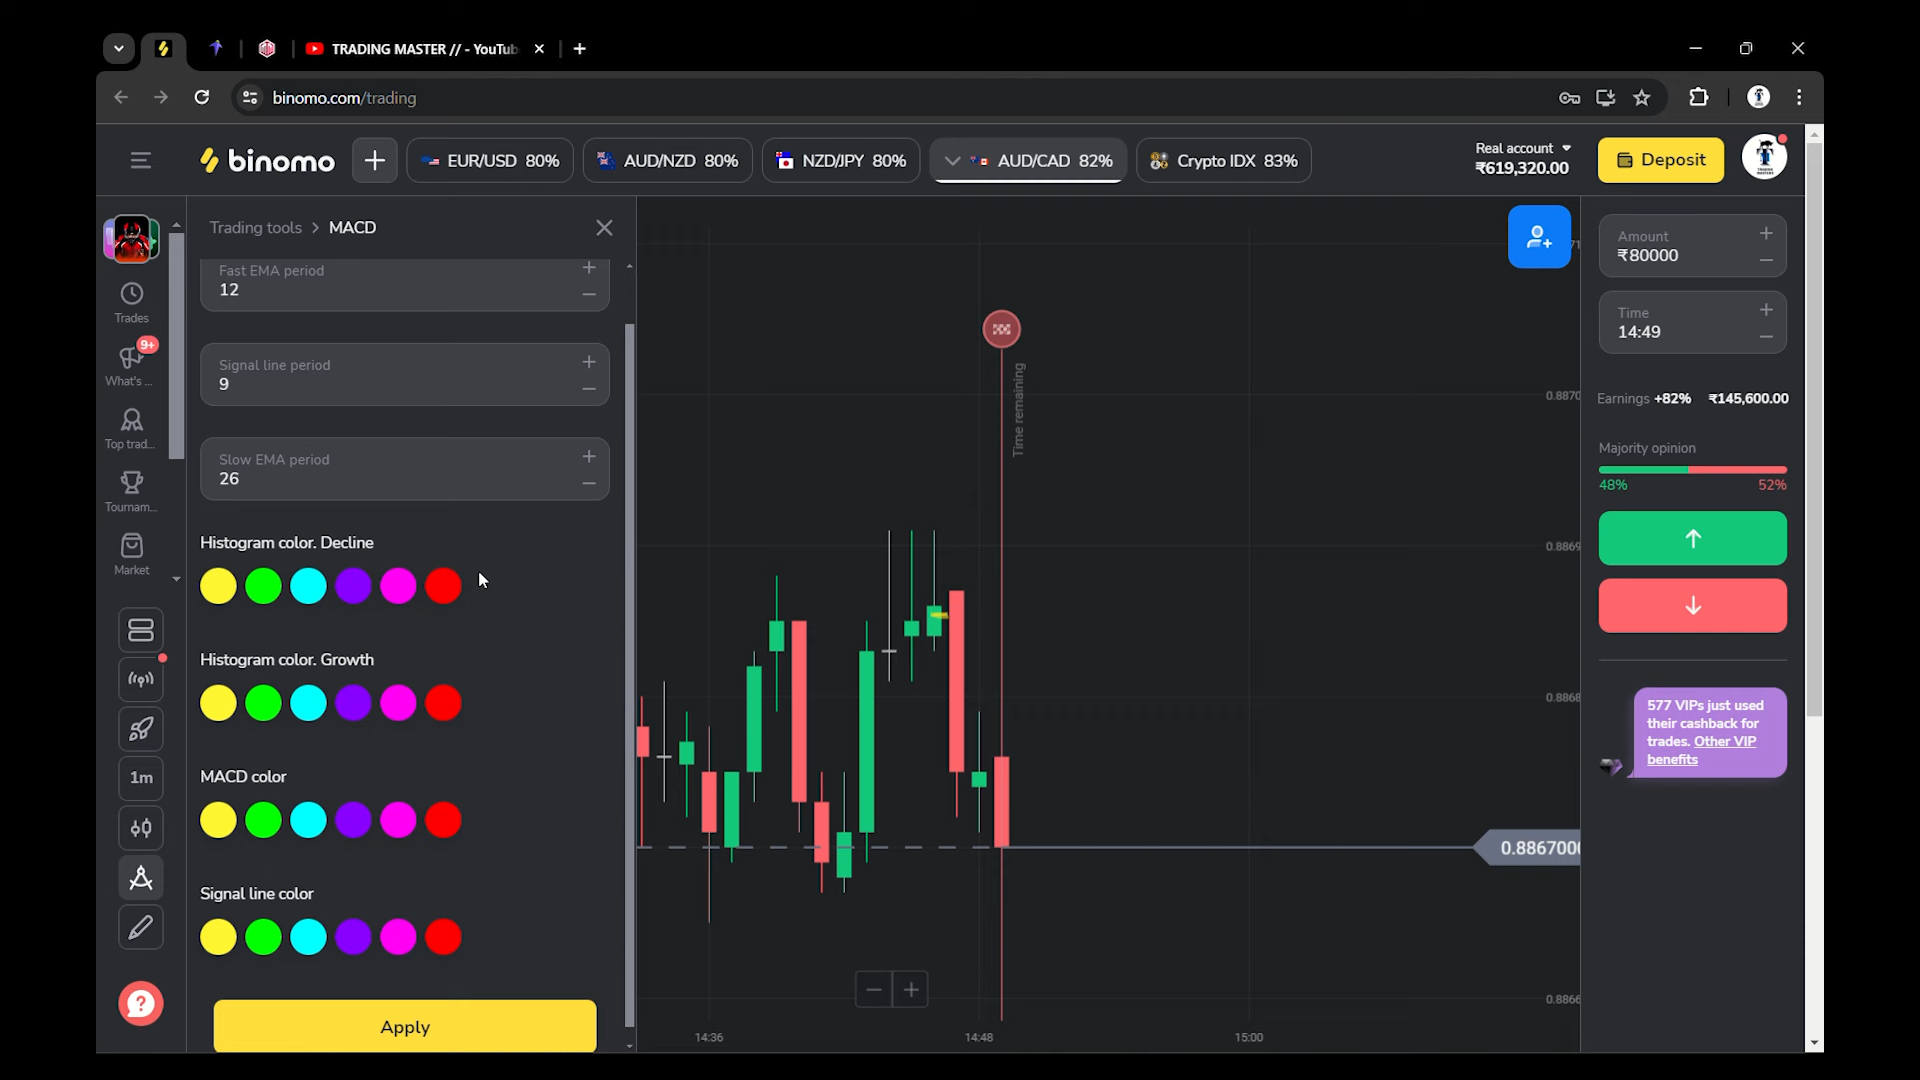 TRADING MASTER // - YouTub
binomo.com/trading
binomo
EUR/USD 80%
AUD/NZD 80%
NZD/JPY 80%
AUD/CAD 82%
Crypto IDX 83%
Real account
₹619,320.00
Deposit
Trading tools > MACD
Trades
9+
What's ...
Top trad...
Tournam...
Market
1m
Fast EMA period
12
Signal line period
9
Slow EMA period
26
Histogram color. Decline
Histogram color. Growth
MACD color
Signal line color
Apply
Time remaining
0.8870
0.8869
0.8868
0.886700
0.8866
14:36
14:48
15:00
Amount
₹80000
Time
14:49
Earnings +82% ₹145,600.00
Majority opinion
48% 52%
577 VIPs just used
their cashback for
trades. Other VIP
benefits